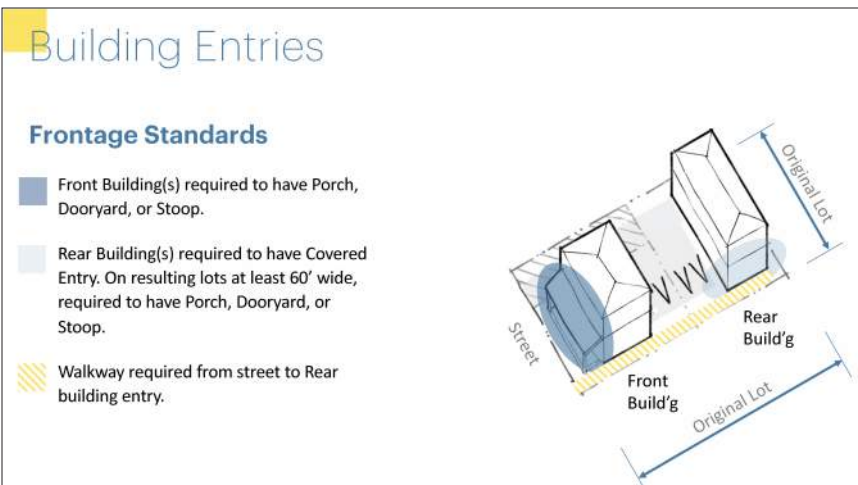 Building Entries
Frontage Standards
Front Building(s) required to have Porch,
Dooryard, or Stoop.
Rear Building(s) required to have Covered
Entry. On resulting lots at least 60’ wide,
required to have Porch, Dooryard, or
Stoop.
Walkway required from street to Rear
building entry.
Original Lot
Street
Rear
Build’g
Front
Build’g
Original Lot